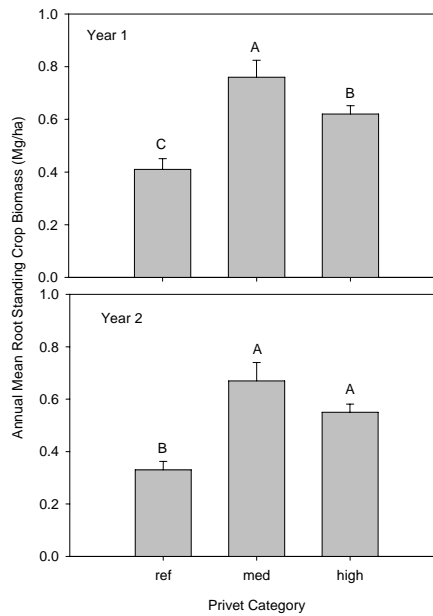 Annual Mean Root Standing Crop Biomass (Mg/ha)
Year 1
1.0
0.8
0.6
0.4
0.2
0.0
C
A
B
Year 2
1.0
0.8
0.6
0.4
0.2
0.0
B
A
A
ref med high
Privet Category